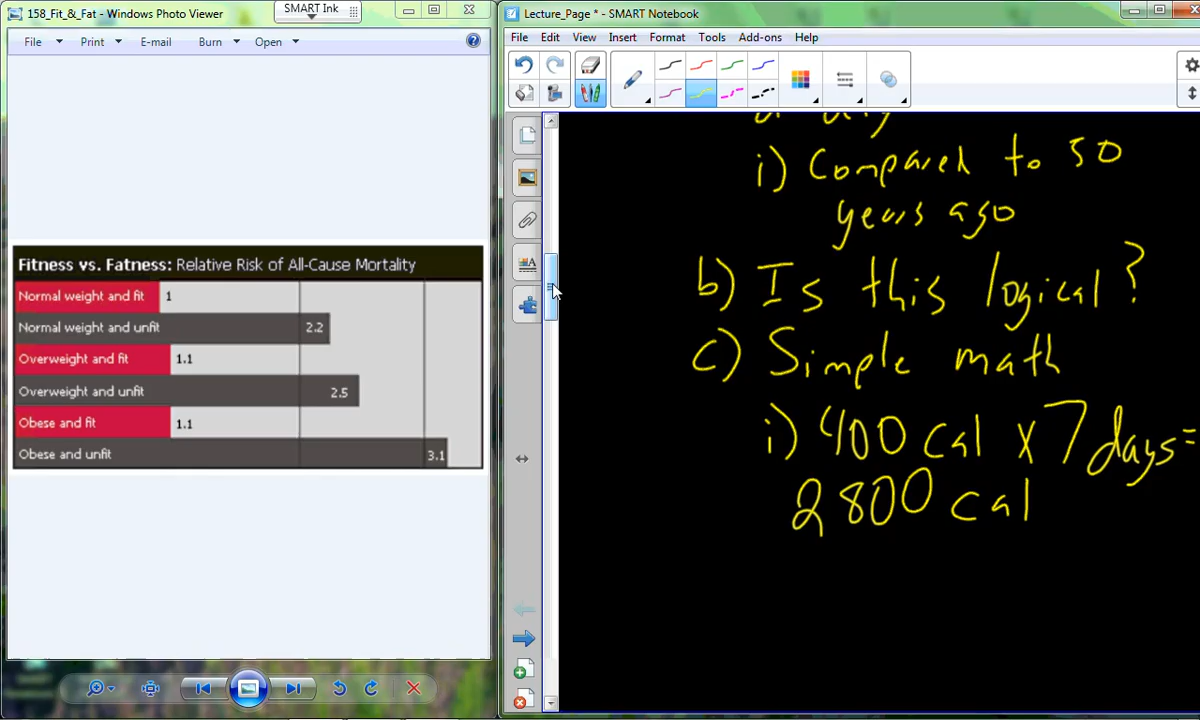 158_Fit_&_Fat - Windows Photo Viewer
SMART Ink
File Print E-mail Burn Open
Fitness vs. Fatness: Relative Risk of All-Cause Mortality
Normal weight and fit 1
Normal weight and unfit 2.2
Overweight and fit 1.1
Overweight and unfit 2.5
Obese and fit 1.1
Obese and unfit 3.1
Lecture_Page * - SMART Notebook
File Edit View Insert Format Tools Add-ons Help
i) Compared to 50
years ago
b) Is this logical?
c) Simple math
i) 400 cal x 7 days=
2800 cal